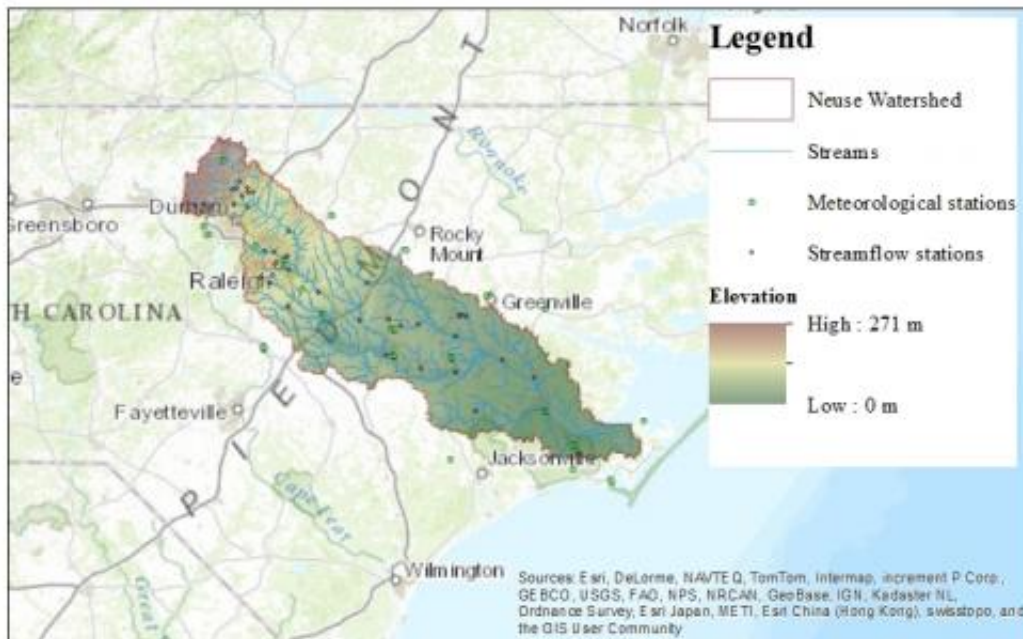 Norfolk
Legend
Neuse Watershed
Streams
Meteorological stations
Streamflow stations
Elevation
High : 271 m
Low : 0 m
Roanoke
Durham
Greensboro
Rocky
Mount
Raleigh
Greenville
TH CAROLINA
PIEDMONT
Fayetteville
Jacksonville
Cape Fear
Great
Wilmington
Sources: Esri, DeLorme, NAVTEQ, TomTom, Intermap, increment P Corp.,
GEBCO, USGS, FAO, NPS, NRCAN, GeoBase, IGN, Kadaster NL,
Ordnance Survey, Esri Japan, METI, Esri China (Hong Kong), swisstopo, and
the GIS User Community